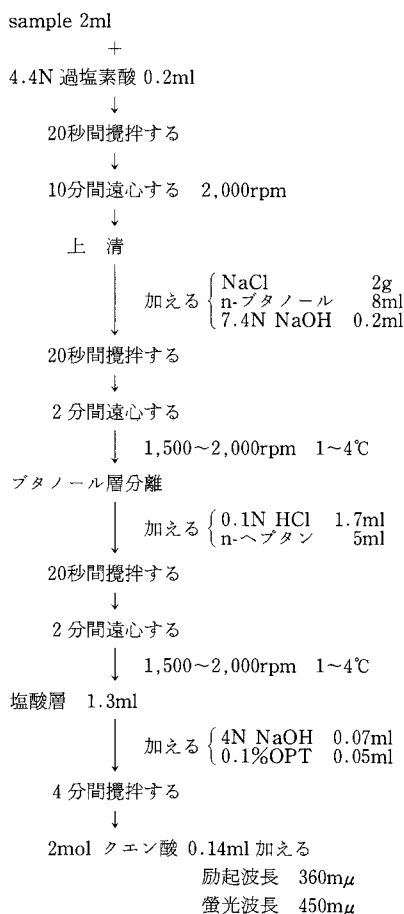 sample 2ml
+
4.4N 過塩素酸 0.2ml
↓
20秒間攪拌する
↓
10分間遠心する 2,000rpm
↓
上 清
加える
NaCl 2g
n-ブタノール 8ml
7.4N NaOH 0.2ml
↓
20秒間攪拌する
↓
2分間遠心する
↓ 1,500~2,000rpm 1~4℃
ブタノール層分離
加える
0.1N HCl 1.7ml
n-ヘプタン 5ml
↓
20秒間攪拌する
↓
2分間遠心する
↓ 1,500~2,000rpm 1~4℃
塩酸層 1.3ml
加える
4N NaOH 0.07ml
0.1%OPT 0.05ml
↓
4分間攪拌する
↓
2mol クエン酸 0.14ml 加える
励起波長 360mμ
螢光波長 450mμ